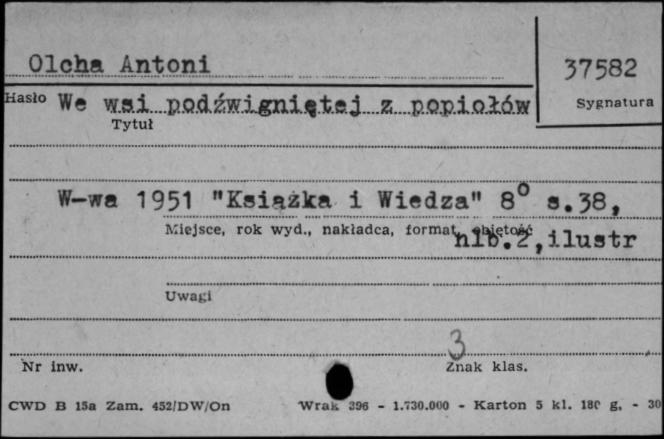 Olcha Antoni
37582
Hasło We wsi podźwigniętej z popiołów
Sygnatura
Tytuł
W-wa 1951 "Książka i Wiedza" 8° s.38,
Miejsce, rok wyd., nakładca, format, objętość
nlb.2,ilustr
Uwagi
3
Nr inw.
Znak klas.
CWD B 15a Zam. 452/DW/On Wrak 396 - 1.730.000 - Karton 5 kl. 180 g. - 30